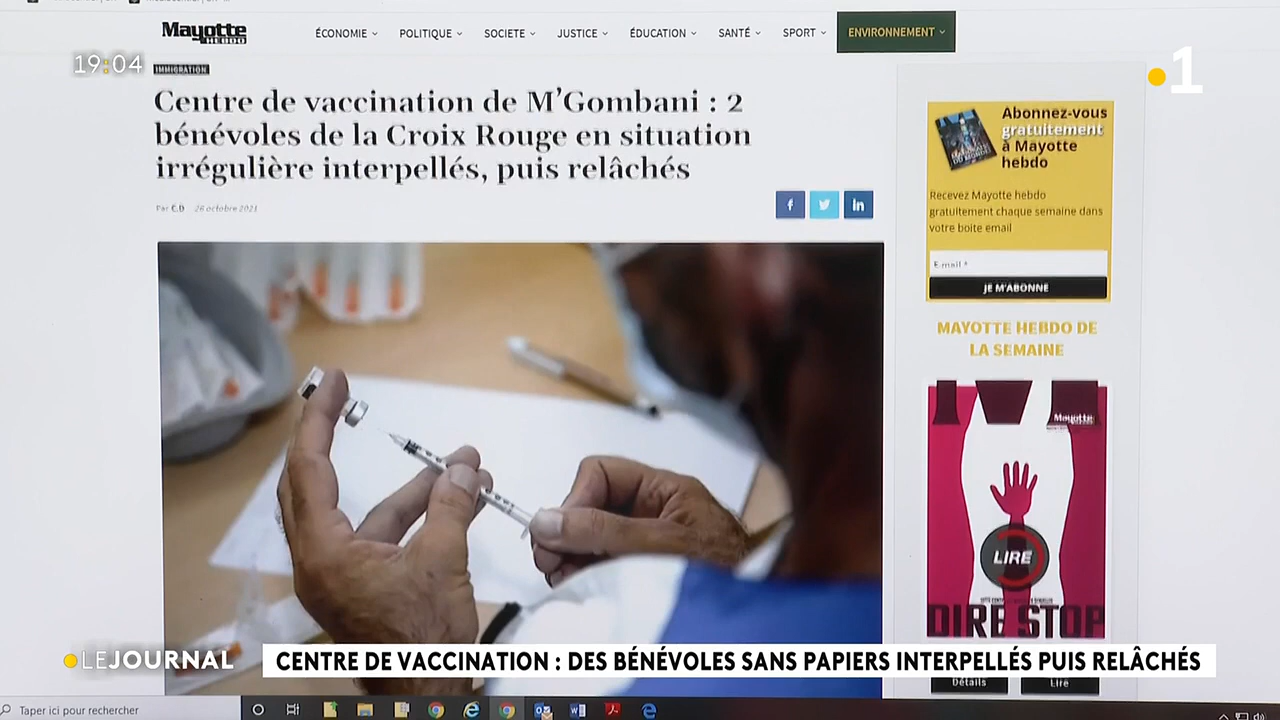 Mayotte
HEBDO
ÉCONOMIE
POLITIQUE
SOCIETE
JUSTICE
ÉDUCATION
SANTÉ
SPORT
ENVIRONNEMENT
19:04
IMMIGRATION
1
Centre de vaccination de M'Gombani : 2
bénévoles de la Croix Rouge en situation
irrégulière interpellés, puis relâchés
Par C.D 26 octobre 2021
f
in
Abonnez-vous
gratuitement
à Mayotte
hebdo
Recevez Mayotte hebdo
gratuitement chaque semaine dans
votre boite email
E-mail *
JE M'ABONNE
MAYOTTE HEBDO DE
LA SEMAINE
Mayotte
LIRE
DIRE STOP
LEJOURNAL
CENTRE DE VACCINATION : DES BÉNÉVOLES SANS PAPIERS INTERPELLÉS PUIS RELÂCHÉS
Détails
Lire
Taper ici pour rechercher